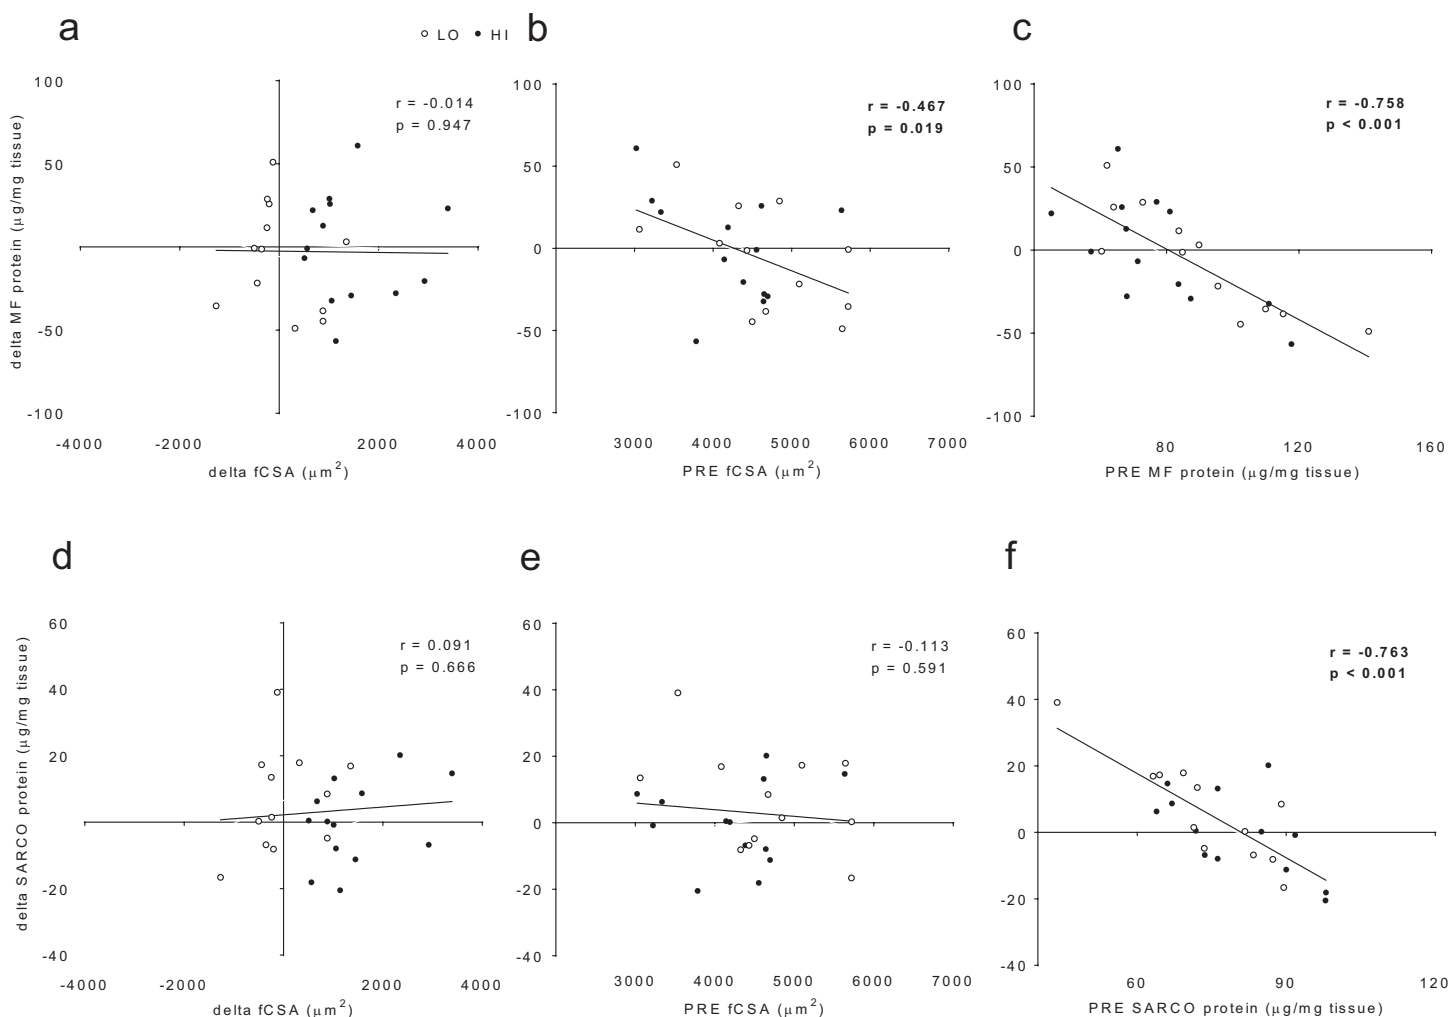 a
LO HI
b
c
100
50
0
-50
-100
-4000 -2000 0 2000 4000
delta MF protein (μg/mg tissue)
delta fCSA (μm²)
r = -0.014
p = 0.947
100
50
0
-50
-100
3000 4000 5000 6000 7000
PRE fCSA (μm²)
r = -0.467
p = 0.019
100
50
0
-50
-100
80 120 160
PRE MF protein (μg/mg tissue)
r = -0.758
p < 0.001
d
e
f
60
40
20
0
-20
-40
-4000 -2000 0 2000 4000
delta SARCO protein (μg/mg tissue)
delta fCSA (μm²)
r = 0.091
p = 0.666
60
40
20
0
-20
-40
3000 4000 5000 6000 7000
PRE fCSA (μm²)
r = -0.113
p = 0.591
60
40
20
0
-20
-40
60 90 120
PRE SARCO protein (μg/mg tissue)
r = -0.763
p < 0.001